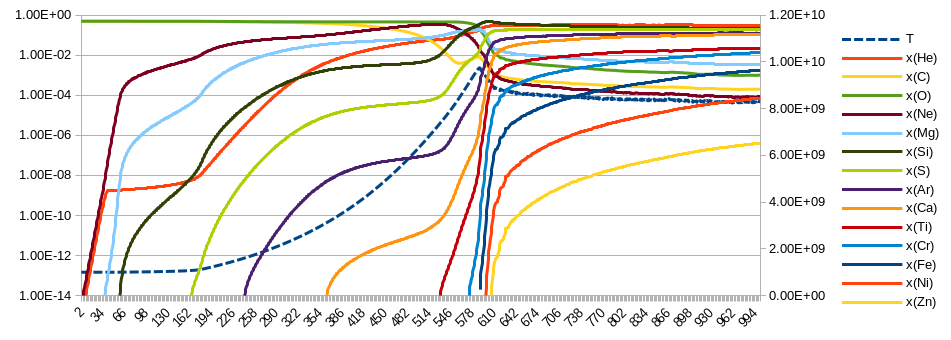 1.00E+00
1.00E-02
1.00E-04
1.00E-06
1.00E-08
1.00E-10
1.00E-12
1.00E-14
1.20E+10
1.00E+10
8.00E+09
6.00E+09
4.00E+09
2.00E+09
0.00E+00
2 34 66 98 130 162 194 226 258 290 322 354 386 418 450 482 514 546 578 610 642 674 706 738 770 802 834 866 898 930 962 994
T
x(He)
x(C)
x(O)
x(Ne)
x(Mg)
x(Si)
x(S)
x(Ar)
x(Ca)
x(Ti)
x(Cr)
x(Fe)
x(Ni)
x(Zn)